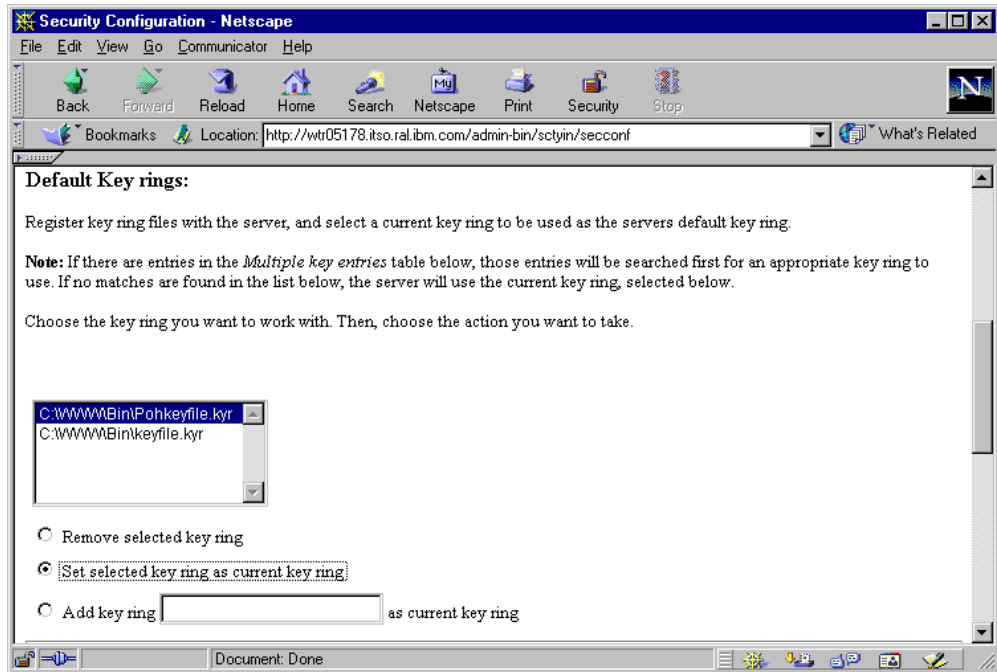 Security Configuration - Netscape
File Edit View Go Communicator Help
Back Forward Reload Home Search Netscape Print Security Stop
My
N
Bookmarks Location: http://wtr05178.itso.ral.ibm.com/admin-bin/sctyin/secconf What's Related
Default Key rings:
Register key ring files with the server, and select a current key ring to be used as the servers default key ring.
Note: If there are entries in the Multiple key entries table below, those entries will be searched first for an appropriate key ring to
use. If no matches are found in the list below, the server will use the current key ring, selected below.
Choose the key ring you want to work with. Then, choose the action you want to take.
C:\WWW\Bin\Pohkeyfile.kyr
C:\WWW\Bin\keyfile.kyr
Remove selected key ring
Set selected key ring as current key ring
Add key ring as current key ring
Document: Done